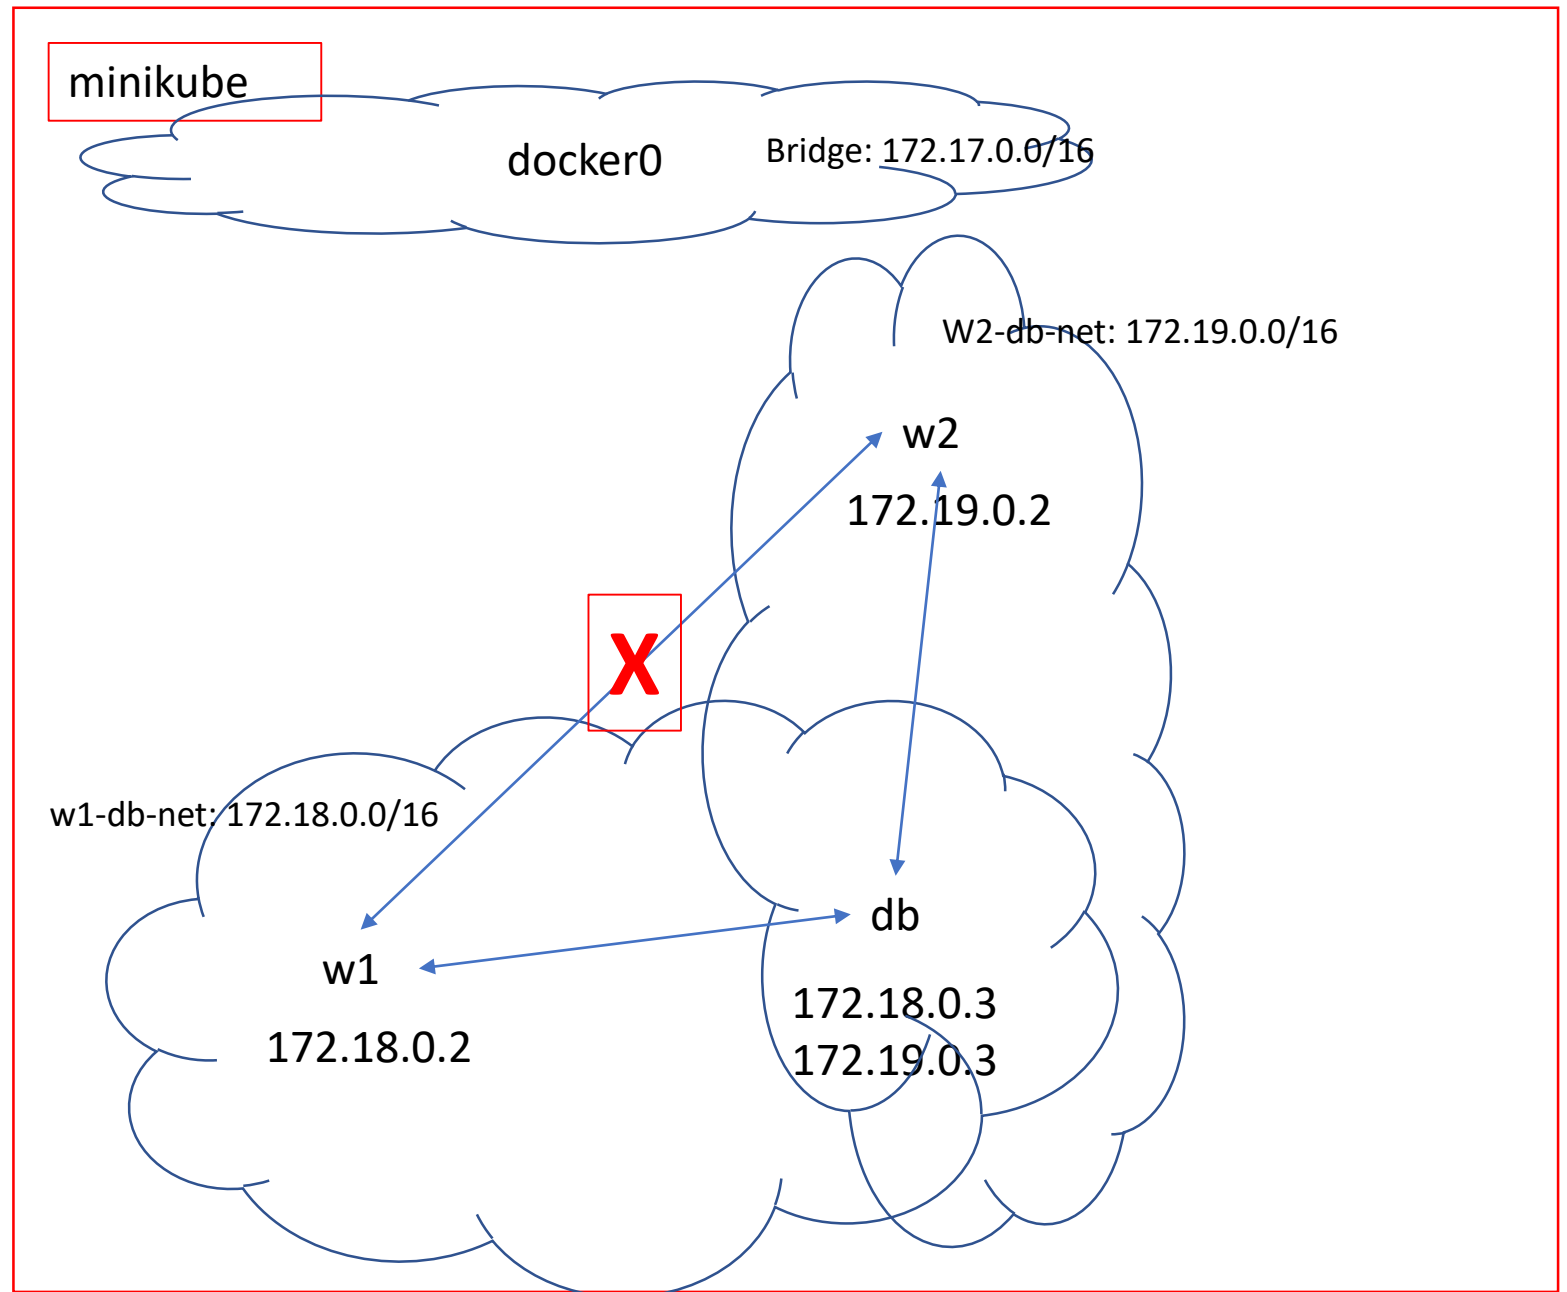 minikube
docker0
Bridge: 172.17.0.0/16
W2-db-net: 172.19.0.0/16
w2
172.19.0.2
X
w1-db-net: 172.18.0.0/16
db
w1
172.18.0.3
172.18.0.2
172.19.0.3